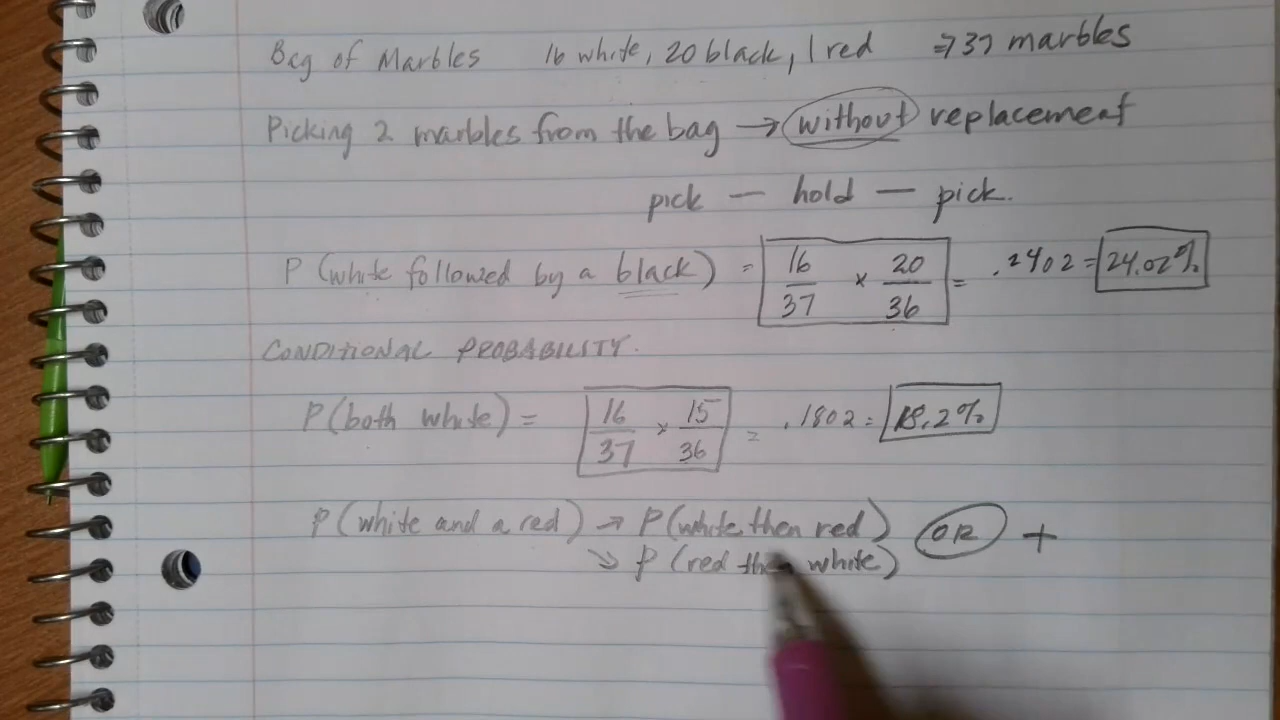 Bag of Marbles 16 white, 20 black, 1 red => 37 marbles
Picking 2 marbles from the bag → without replacement
pick — hold — pick.
P (white followed by a black) = 16/37 × 20/36 = .2402 = 24.02%
CONDITIONAL PROBABILITY.
P(both white) = 16/37 × 15/36 = .1802 = 18.2%
P(white and a red) → P(white then red) OR +
↘ P (red then white)